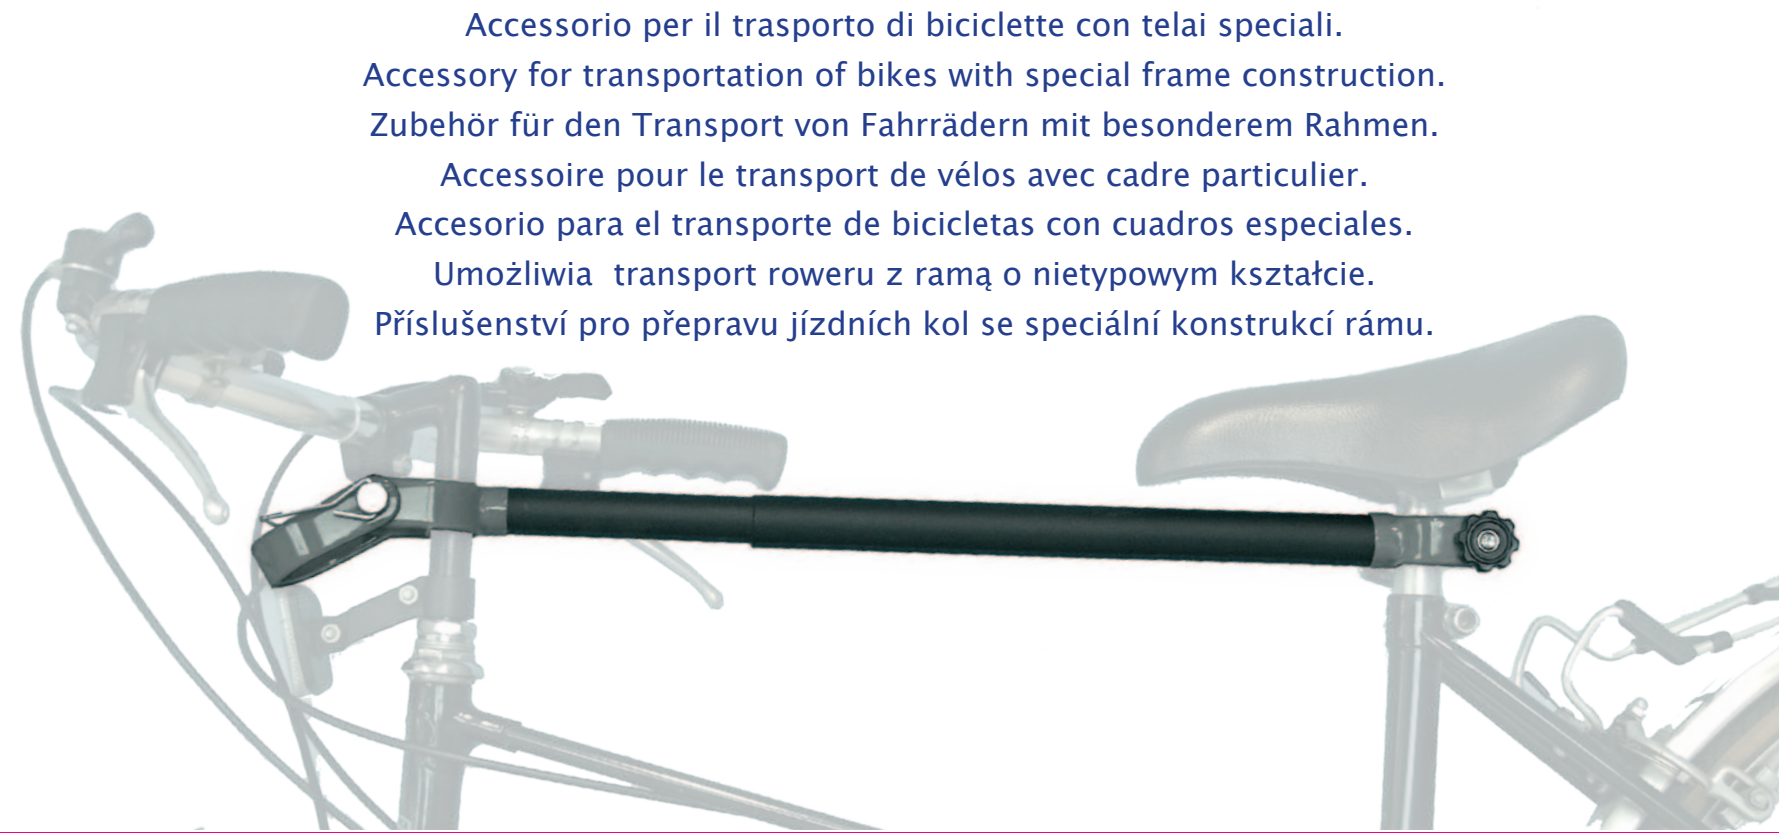 Accessorio per il trasporto di biciclette con telai speciali.
Accessory for transportation of bikes with special frame construction.
Zubehör für den Transport von Fahrrädern mit besonderem Rahmen.
Accessoire pour le transport de vélos avec cadre particulier.
Accesorio para el transporte de bicicletas con cuadros especiales.
Umożliwia  transport roweru z ramą o nietypowym kształcie.
Příslušenství pro přepravu jízdních kol se speciální konstrukcí rámu.